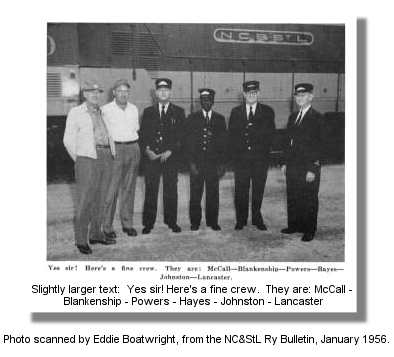 N C & S T L
Yes sir! Here's a fine crew. They are: McCall—Blankenship—Powers—Hayes—
Johnston—Lancaster.
Slightly larger text: Yes sir! Here's a fine crew. They are: McCall -
Blankenship - Powers - Hayes - Johnston - Lancaster
Photo scanned by Eddie Boatwright, from the NC&StL Ry Bulletin, January 1956.